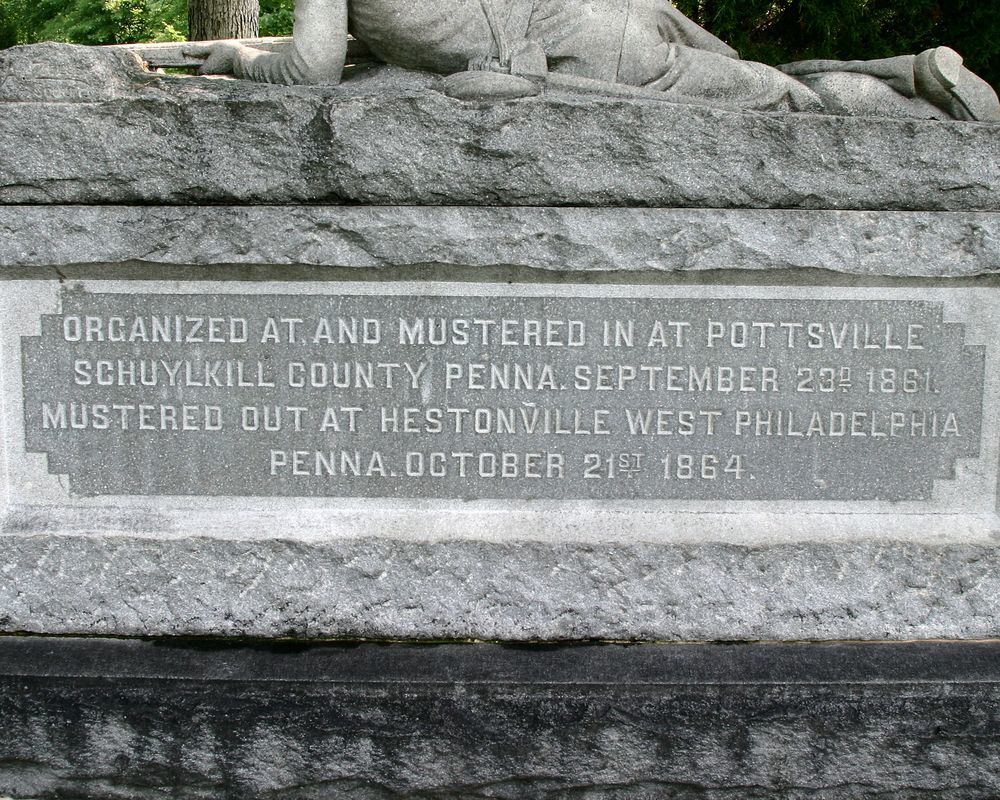 ORGANIZED AT, AND MUSTERED IN AT POTTSVILLE
SCHUYLKILL COUNTY PENNA. SEPTEMBER 23D 1861.
MUSTERED OUT AT HESTONVILLE WEST PHILADELPHIA
PENNA. OCTOBER 21ST 1864.